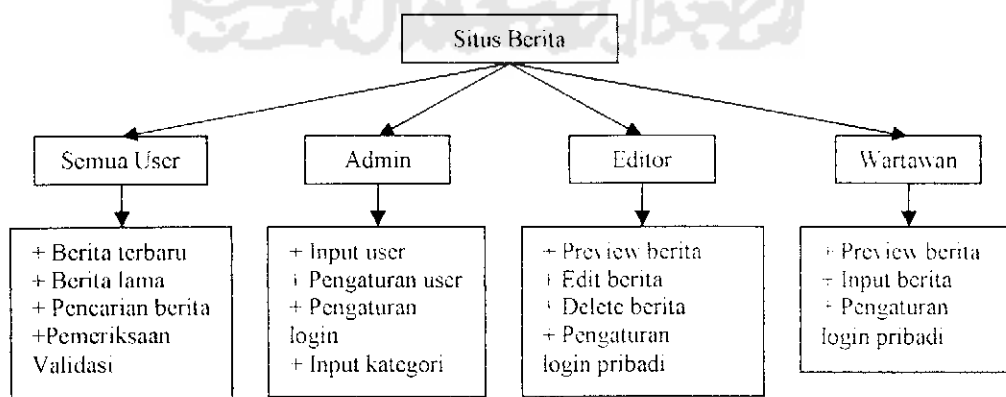 Situs Berita
Semua User
Admin
Editor
Wartawan
+ Berita terbaru
+ Berita lama
+ Pencarian berita
+Pemeriksaan
Validasi
+ Input user
+ Pengaturan user
+ Pengaturan
login
+ Input kategori
+ Preview berita
+ Edit berita
+ Delete berita
+ Pengaturan
login pribadi
+ Preview berita
+ Input berita
+ Pengaturan
login pribadi